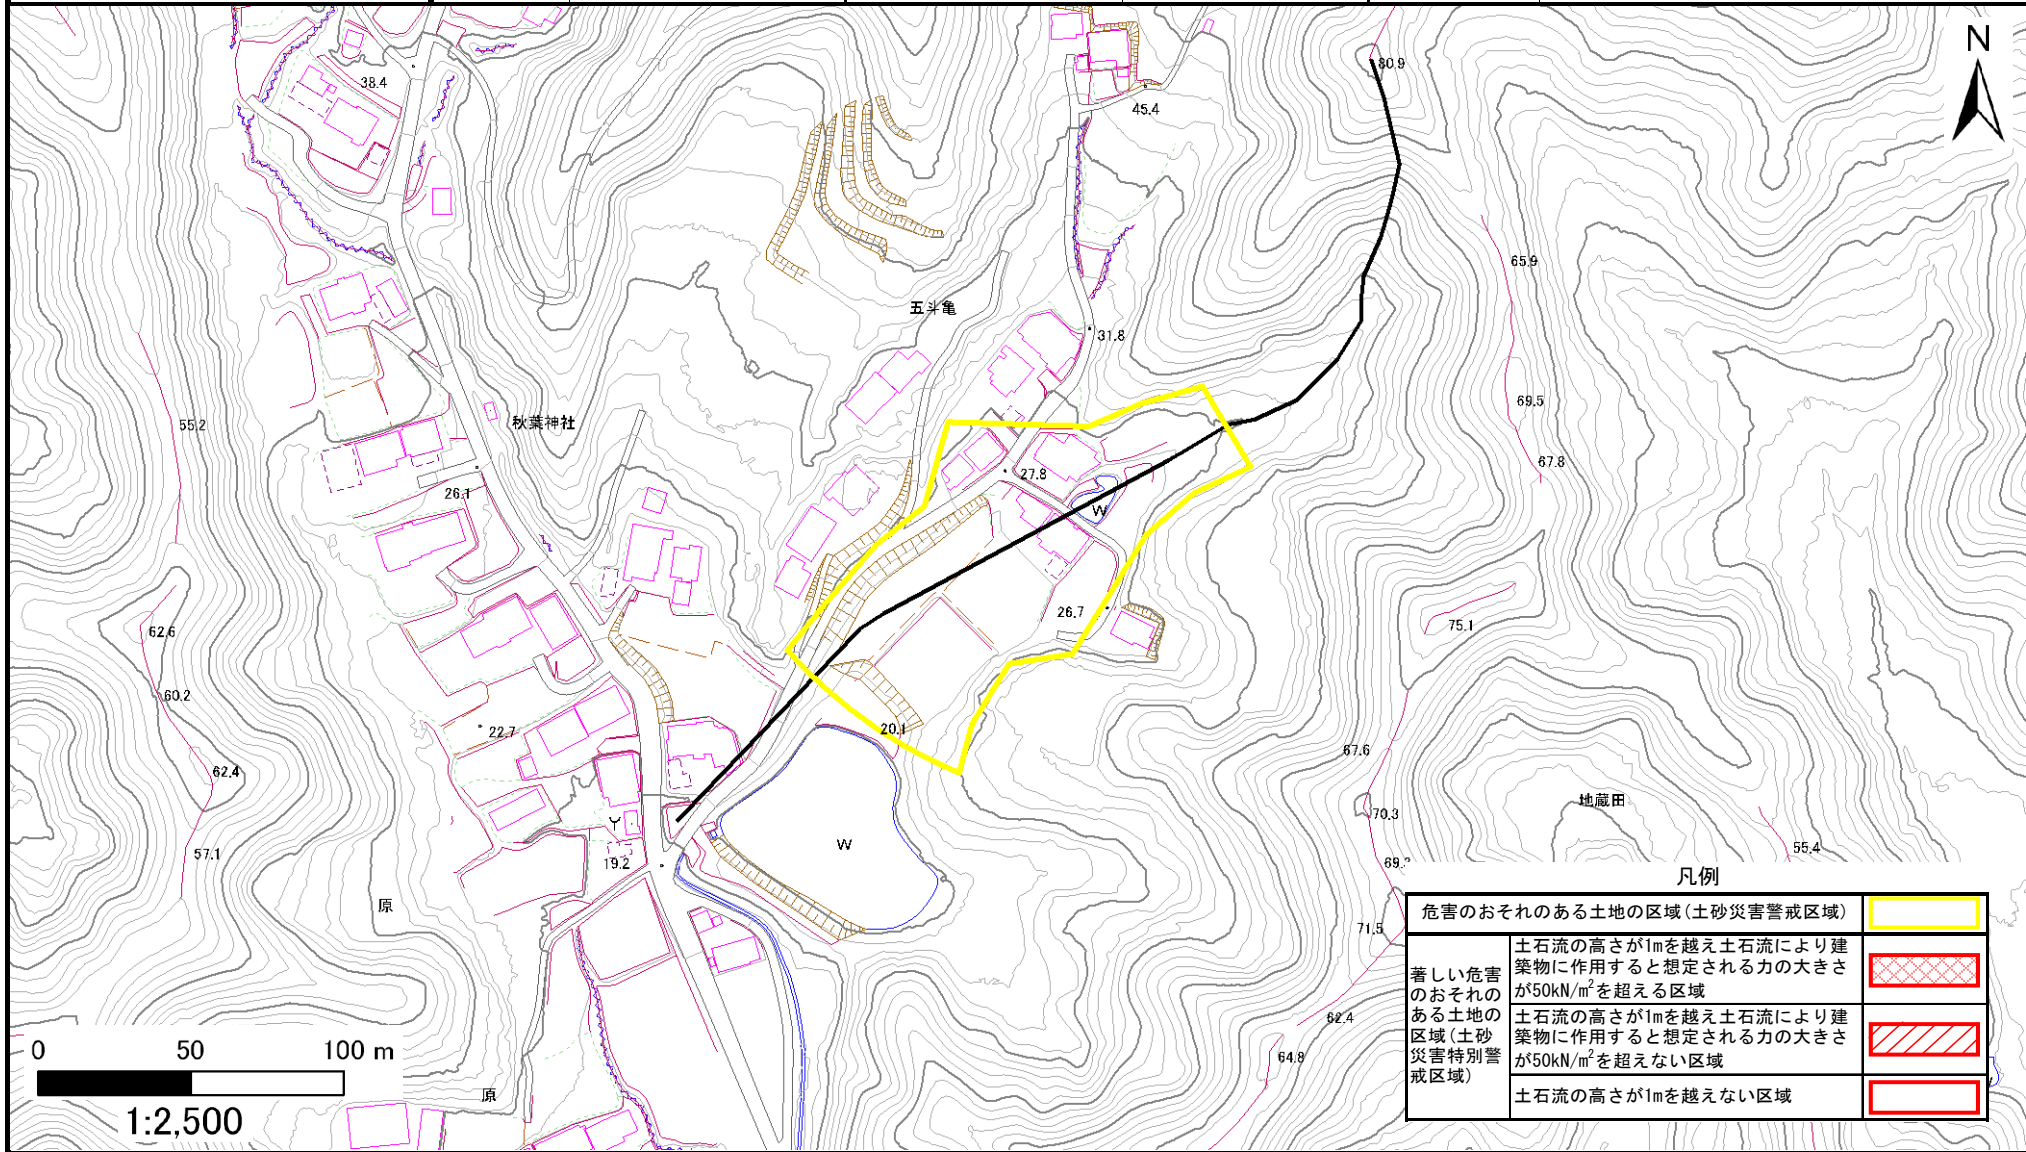 N
38.4
80.9
45.4
65.9
五斗亀
31.8
69.5
秋葉神社
55.2
67.8
27.8
26.1
W
26.7
62.6
75.1
60.2
22.7
20.1
62.4
67.6
地蔵田
70.3
Y
W
55.4
57.1
19.2
69.
原
71.5
62.4
64.8
原
凡例
危害のおそれのある土地の区域(土砂災害警戒区域)
著しい危害
のおそれの
ある土地の
区域(土砂
災害特別警
戒区域)
土石流の高さが1mを越え土石流により建
築物に作用すると想定される力の大きさ
が50kN/m²を超える区域
土石流の高さが1mを越え土石流により建
築物に作用すると想定される力の大きさ
が50kN/m²を超えない区域
土石流の高さが1mを越えない区域
0 50 100 m
1:2,500